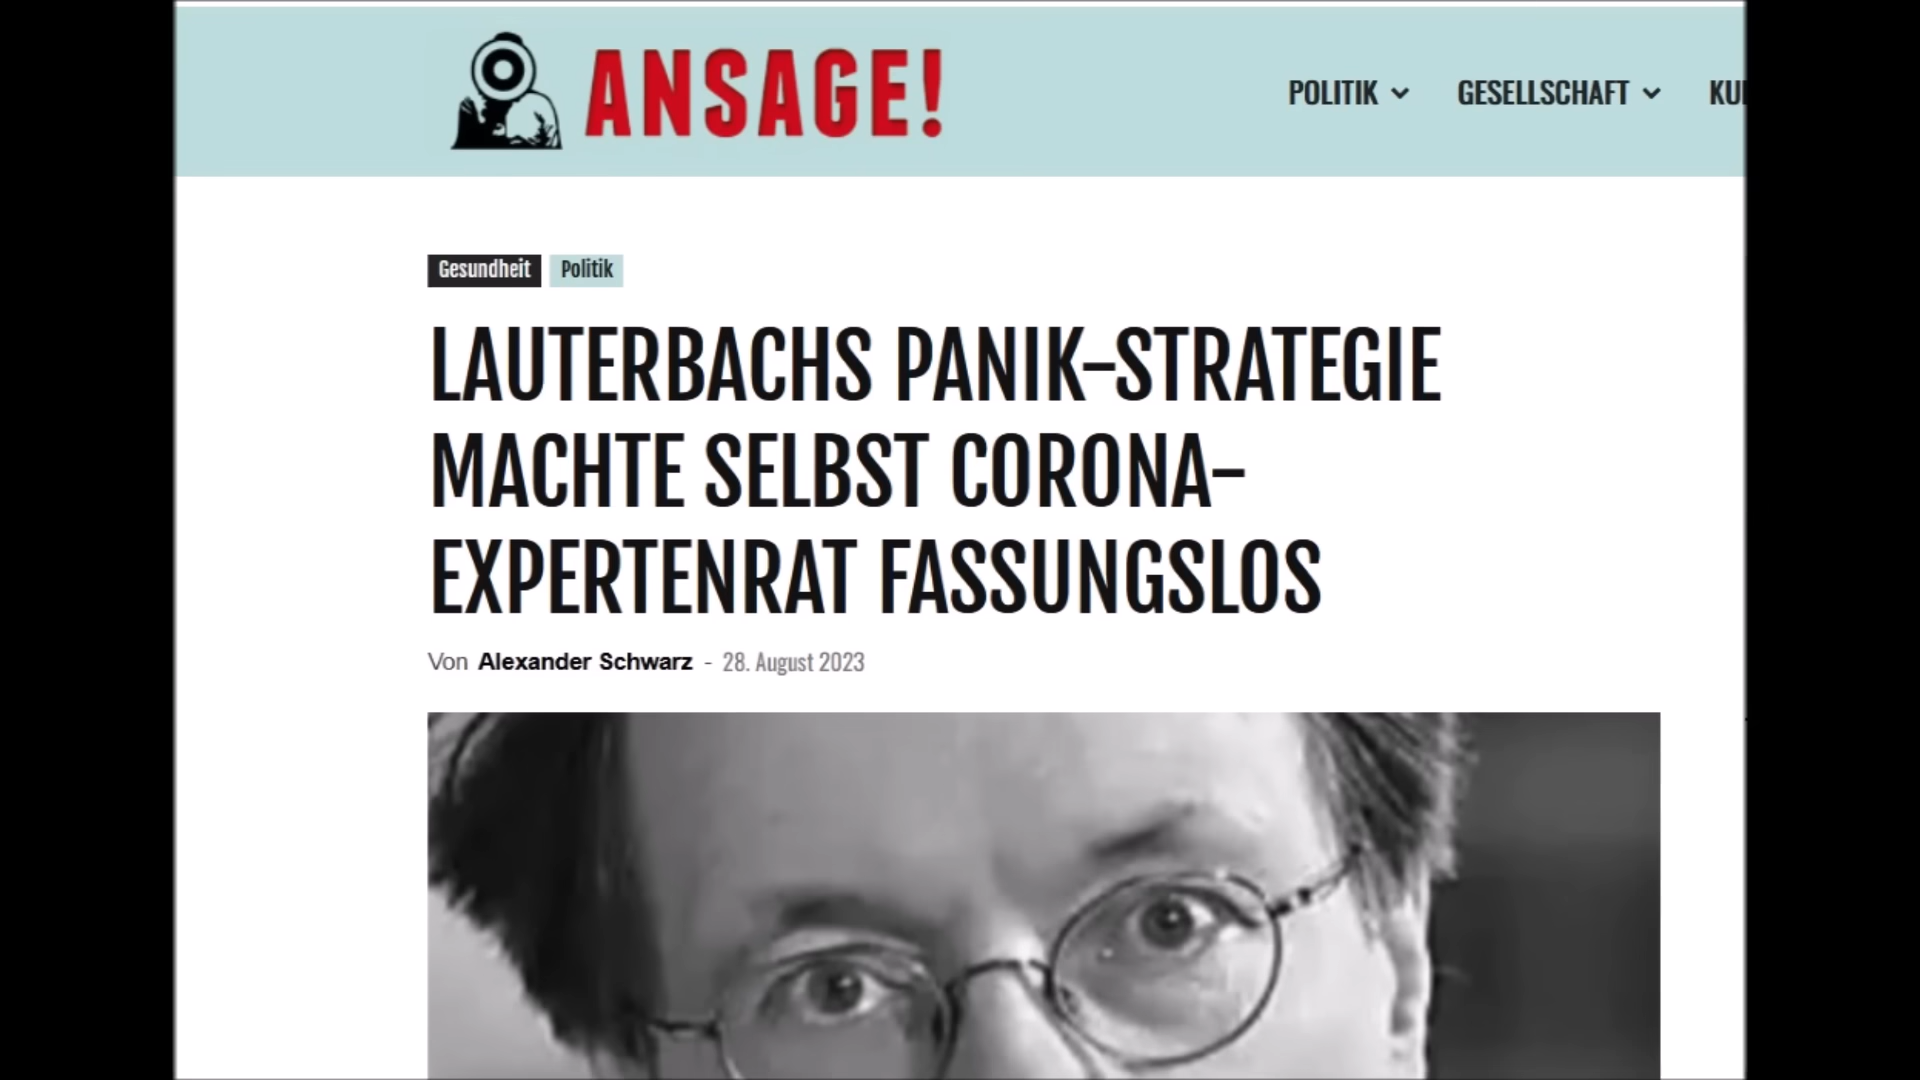 ANSAGE!
POLITIK
GESELLSCHAFT
Gesundheit
Politik
LAUTERBACHS PANIK-STRATEGIE
MACHTE SELBST CORONA-
EXPERTENRAT FASSUNGSLOS
Von Alexander Schwarz - 28. August 2023